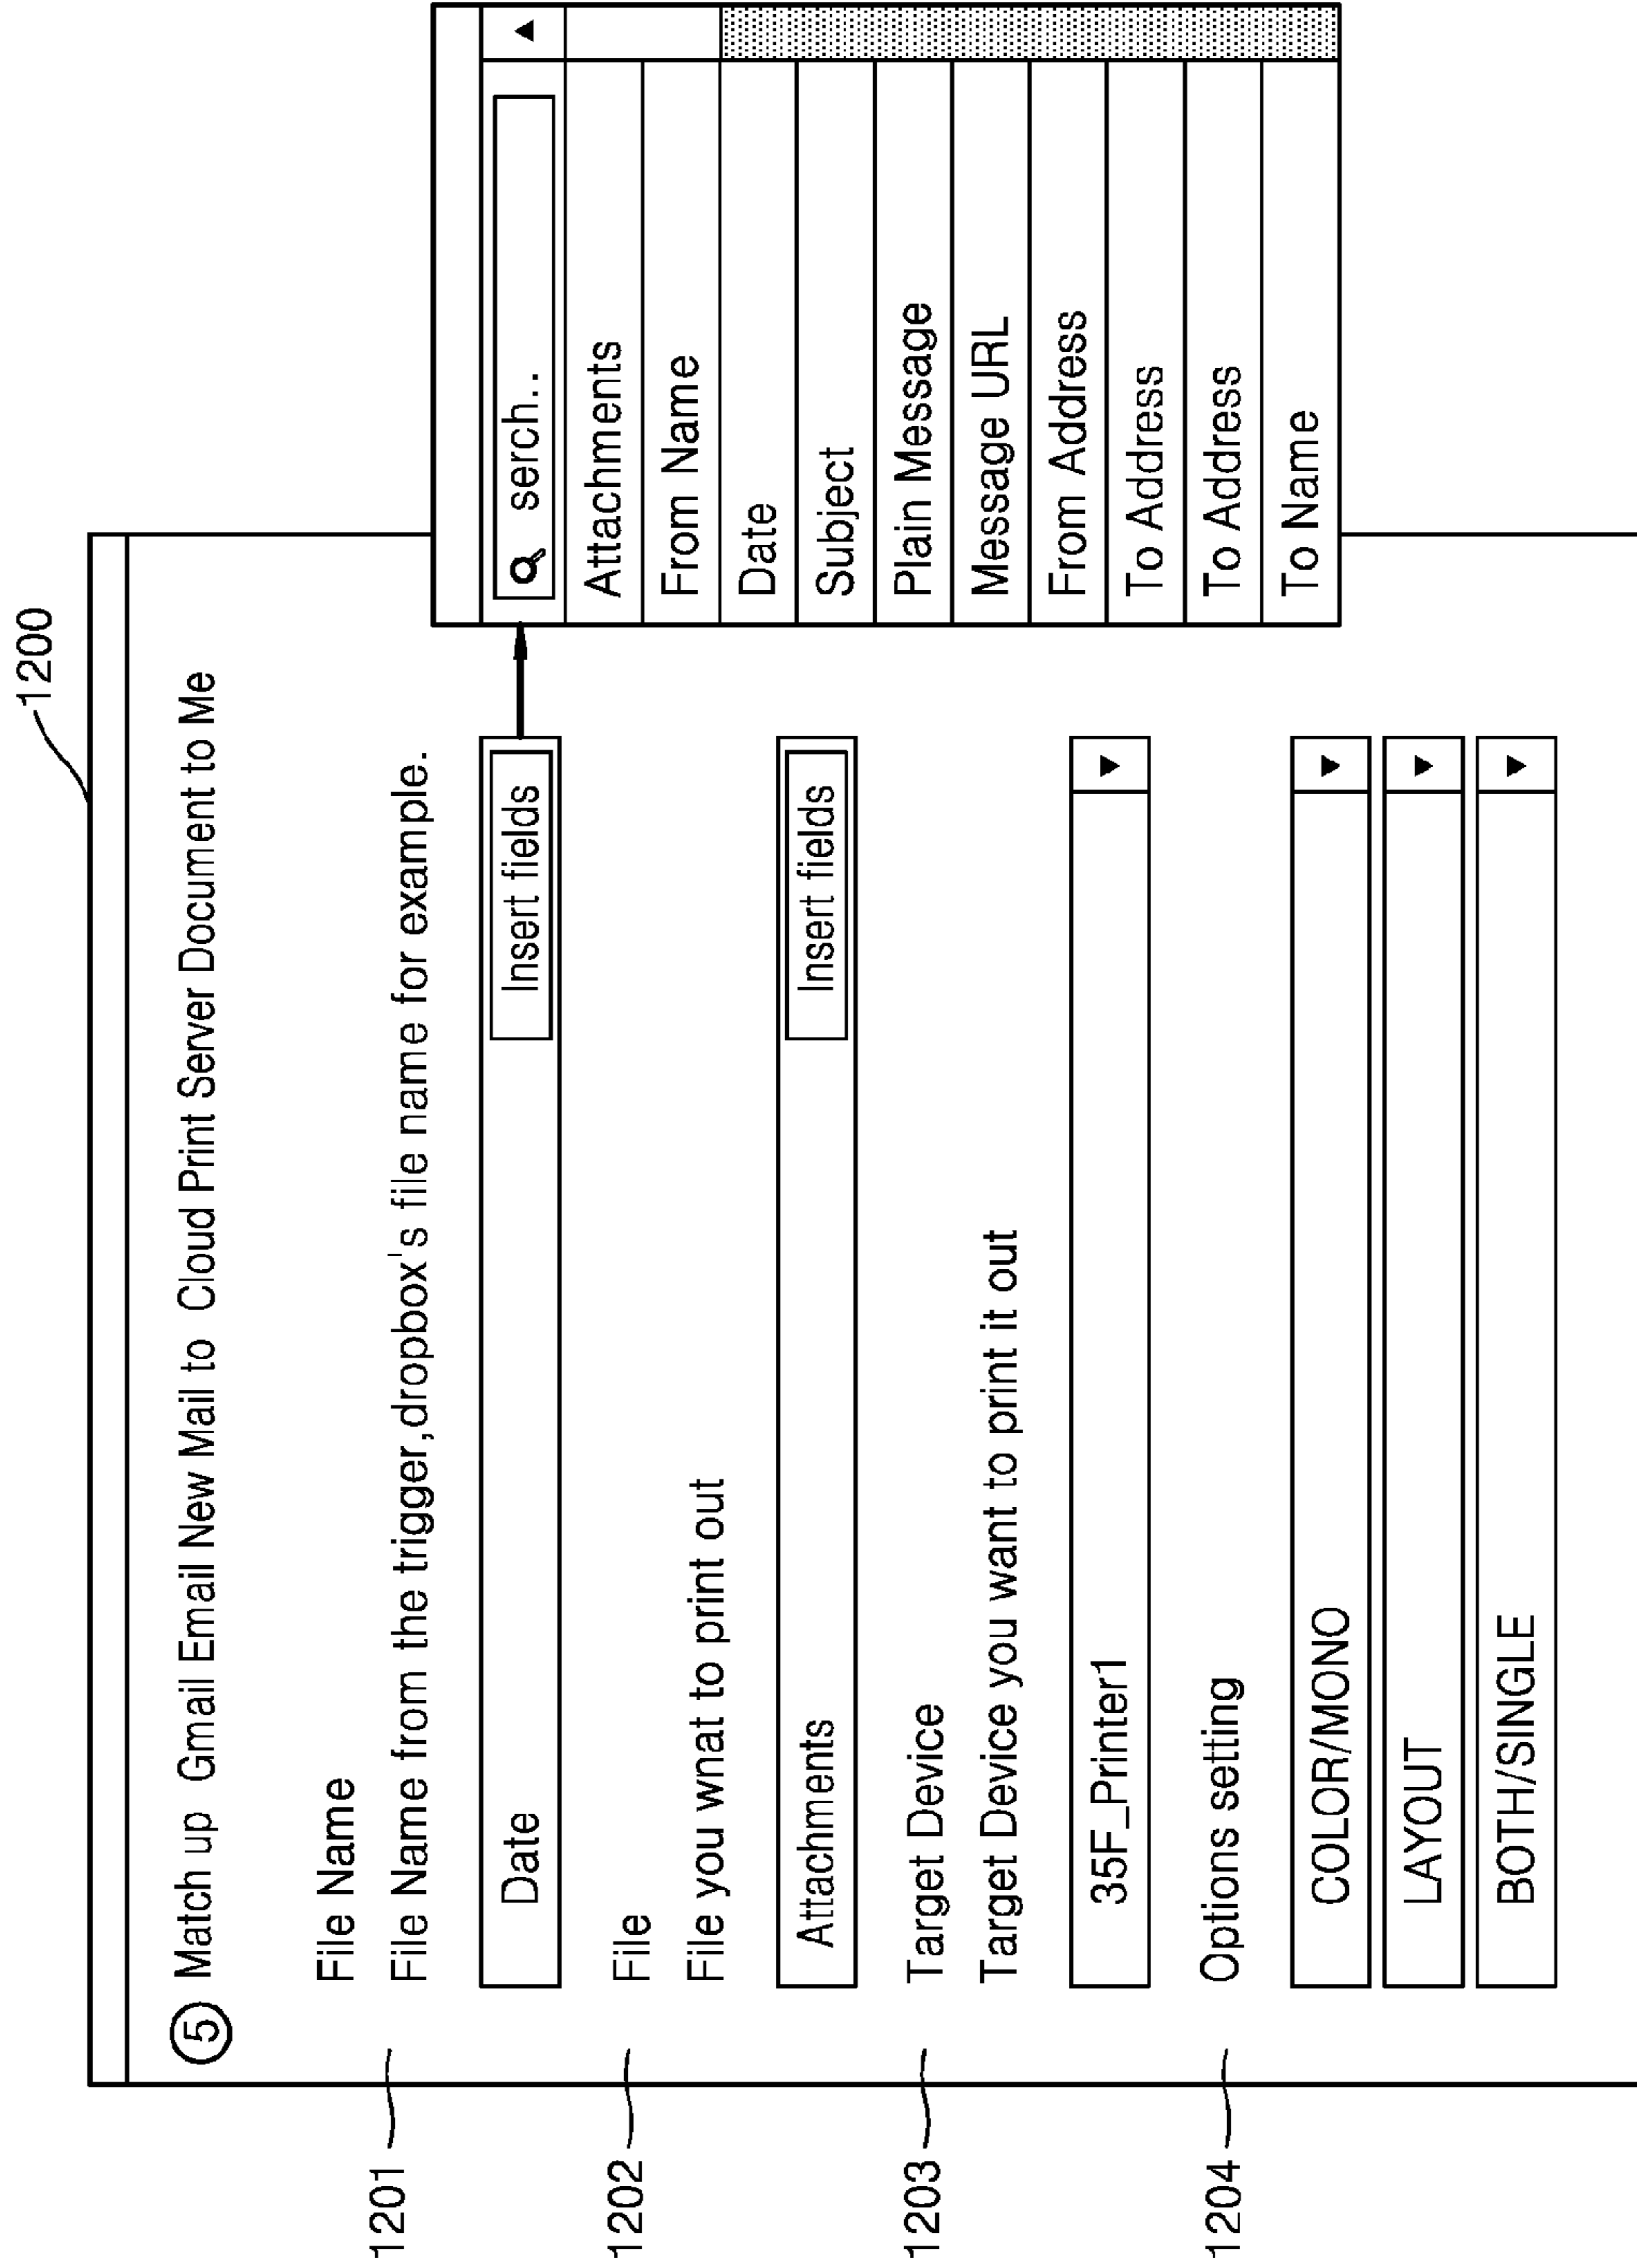 1200
⑤ Match up Gmail Email New Mail to Cloud Print Server Document to Me
1201
File Name
File Name from the trigger,dropbox's file name for example.
Date
Insert fields
serch..
Attachments
From Name
Date
Subject
Plain Message
Message URL
From Address
To Address
To Address
To Name
1202
File
File you wnat to print out
Attachments
Insert fields
1203
Target Device
Target Device you want to print it out
35F_Printer1
1204
Options setting
COLOR/MONO
LAYOUT
BOTH/SINGLE